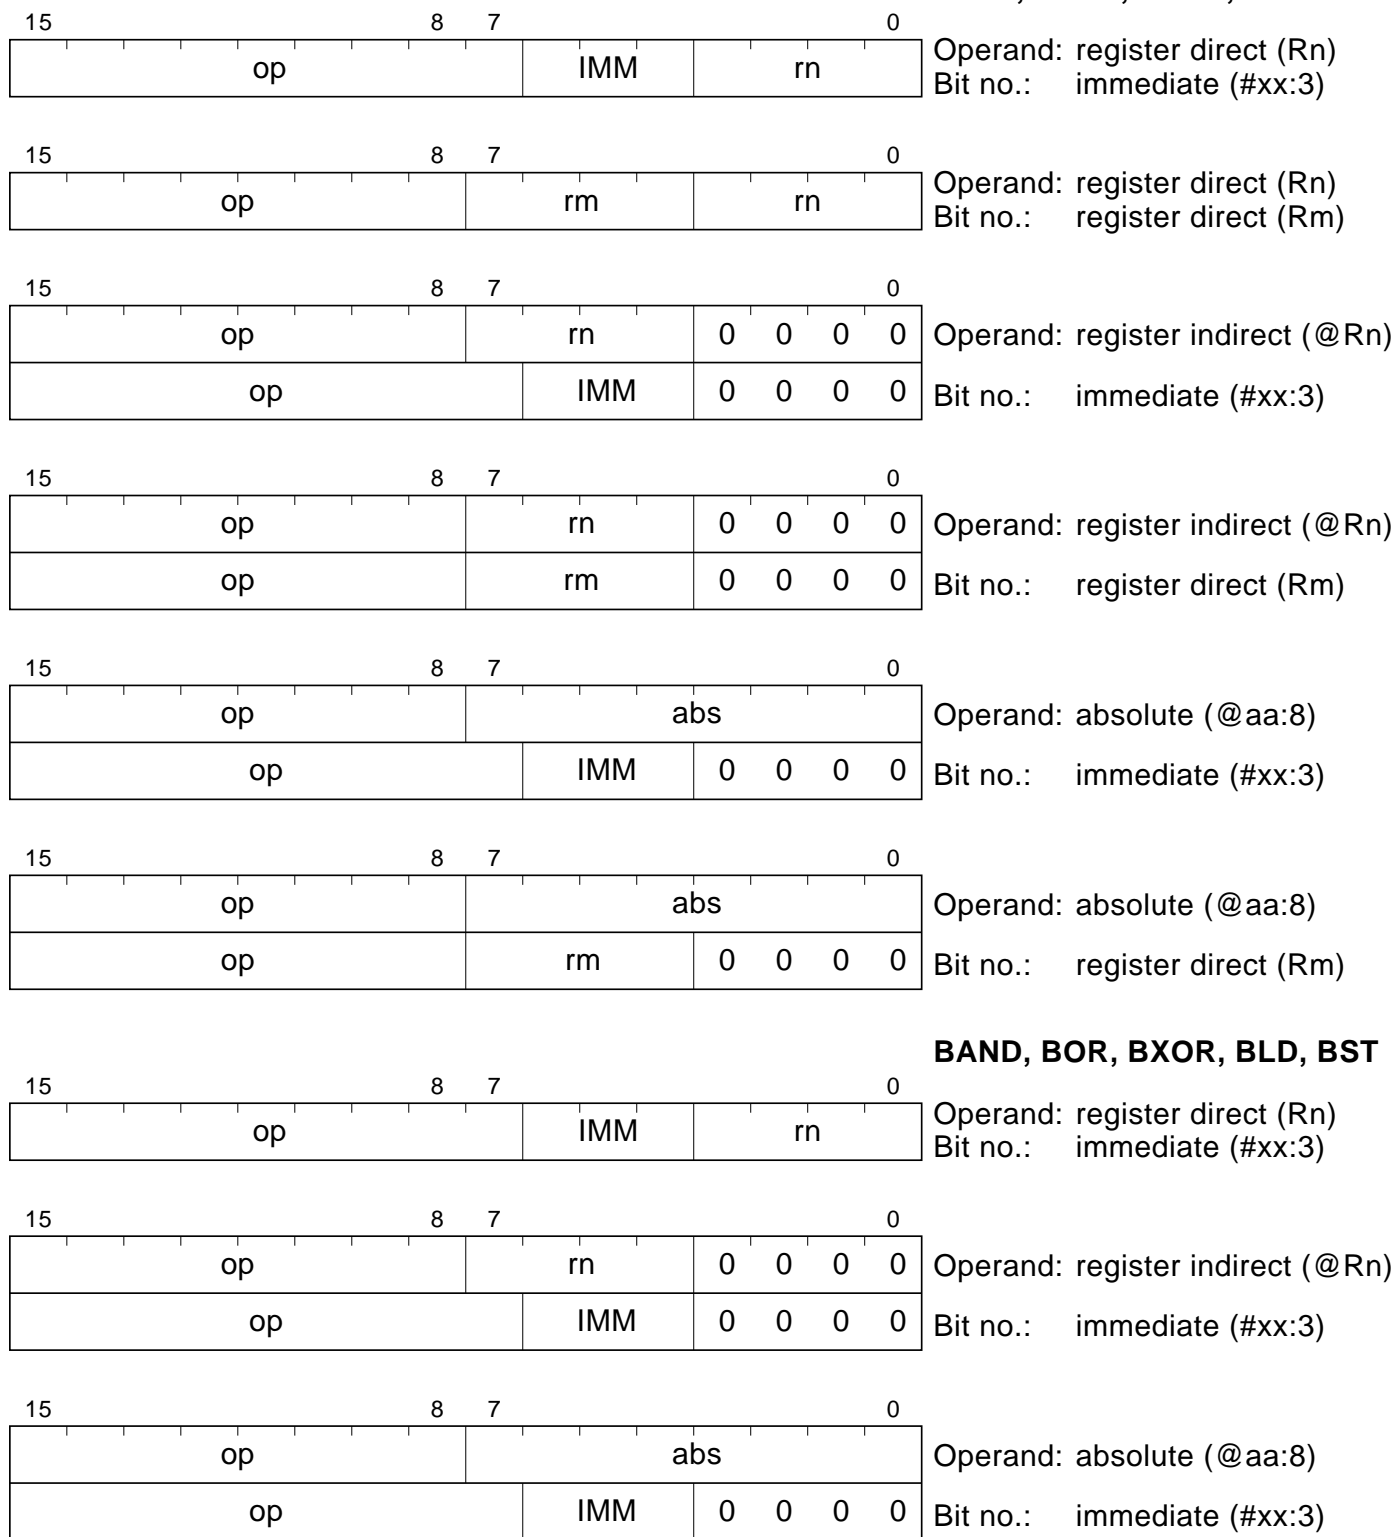 15 8 7 0
op IMM rn
Operand: register direct (Rn)
Bit no.: immediate (#xx:3)
15 8 7 0
op rm rn
Operand: register direct (Rn)
Bit no.: register direct (Rm)
15 8 7 0
op rn 0 0 0 0 Operand: register indirect (@Rn)
op IMM 0 0 0 0 Bit no.: immediate (#xx:3)
15 8 7 0
op rn 0 0 0 0 Operand: register indirect (@Rn)
op rm 0 0 0 0 Bit no.: register direct (Rm)
15 8 7 0
op abs Operand: absolute (@aa:8)
op IMM 0 0 0 0 Bit no.: immediate (#xx:3)
15 8 7 0
op abs Operand: absolute (@aa:8)
op rm 0 0 0 0 Bit no.: register direct (Rm)
BAND, BOR, BXOR, BLD, BST
15 8 7 0
op IMM rn
Operand: register direct (Rn)
Bit no.: immediate (#xx:3)
15 8 7 0
op rn 0 0 0 0 Operand: register indirect (@Rn)
op IMM 0 0 0 0 Bit no.: immediate (#xx:3)
15 8 7 0
op abs Operand: absolute (@aa:8)
op IMM 0 0 0 0 Bit no.: immediate (#xx:3)